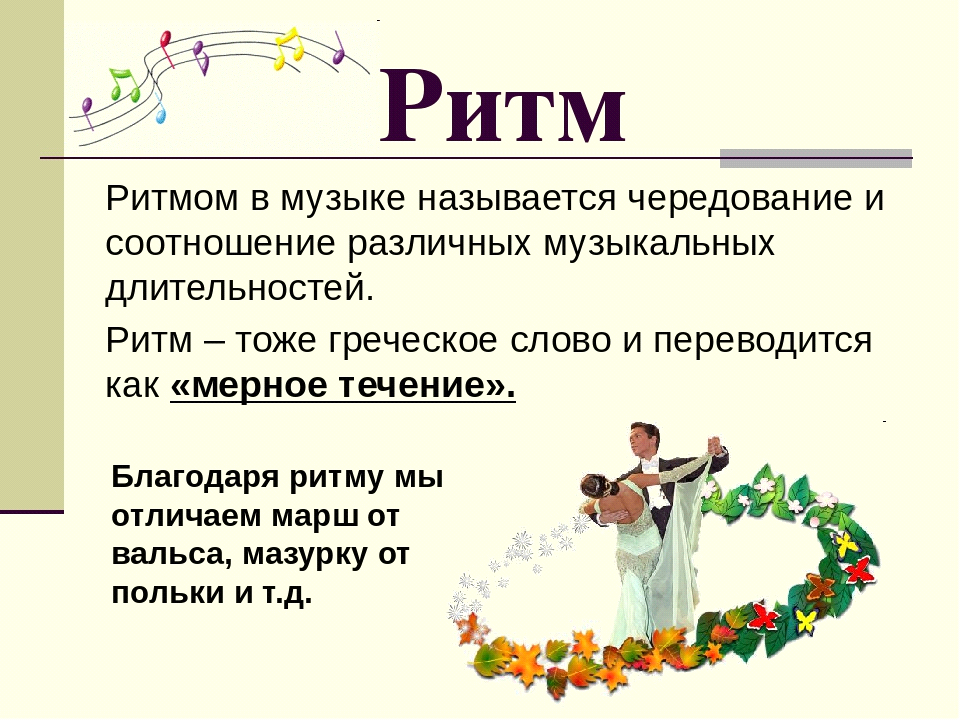 Ритм
Ритмом в музыке называется чередование и
соотношение различных музыкальных
длительностей.
Ритм – тоже греческое слово и переводится
как «мерное течение».
Благодаря ритму мы
отличаем марш от
вальса, мазурку от
польки и т.д.